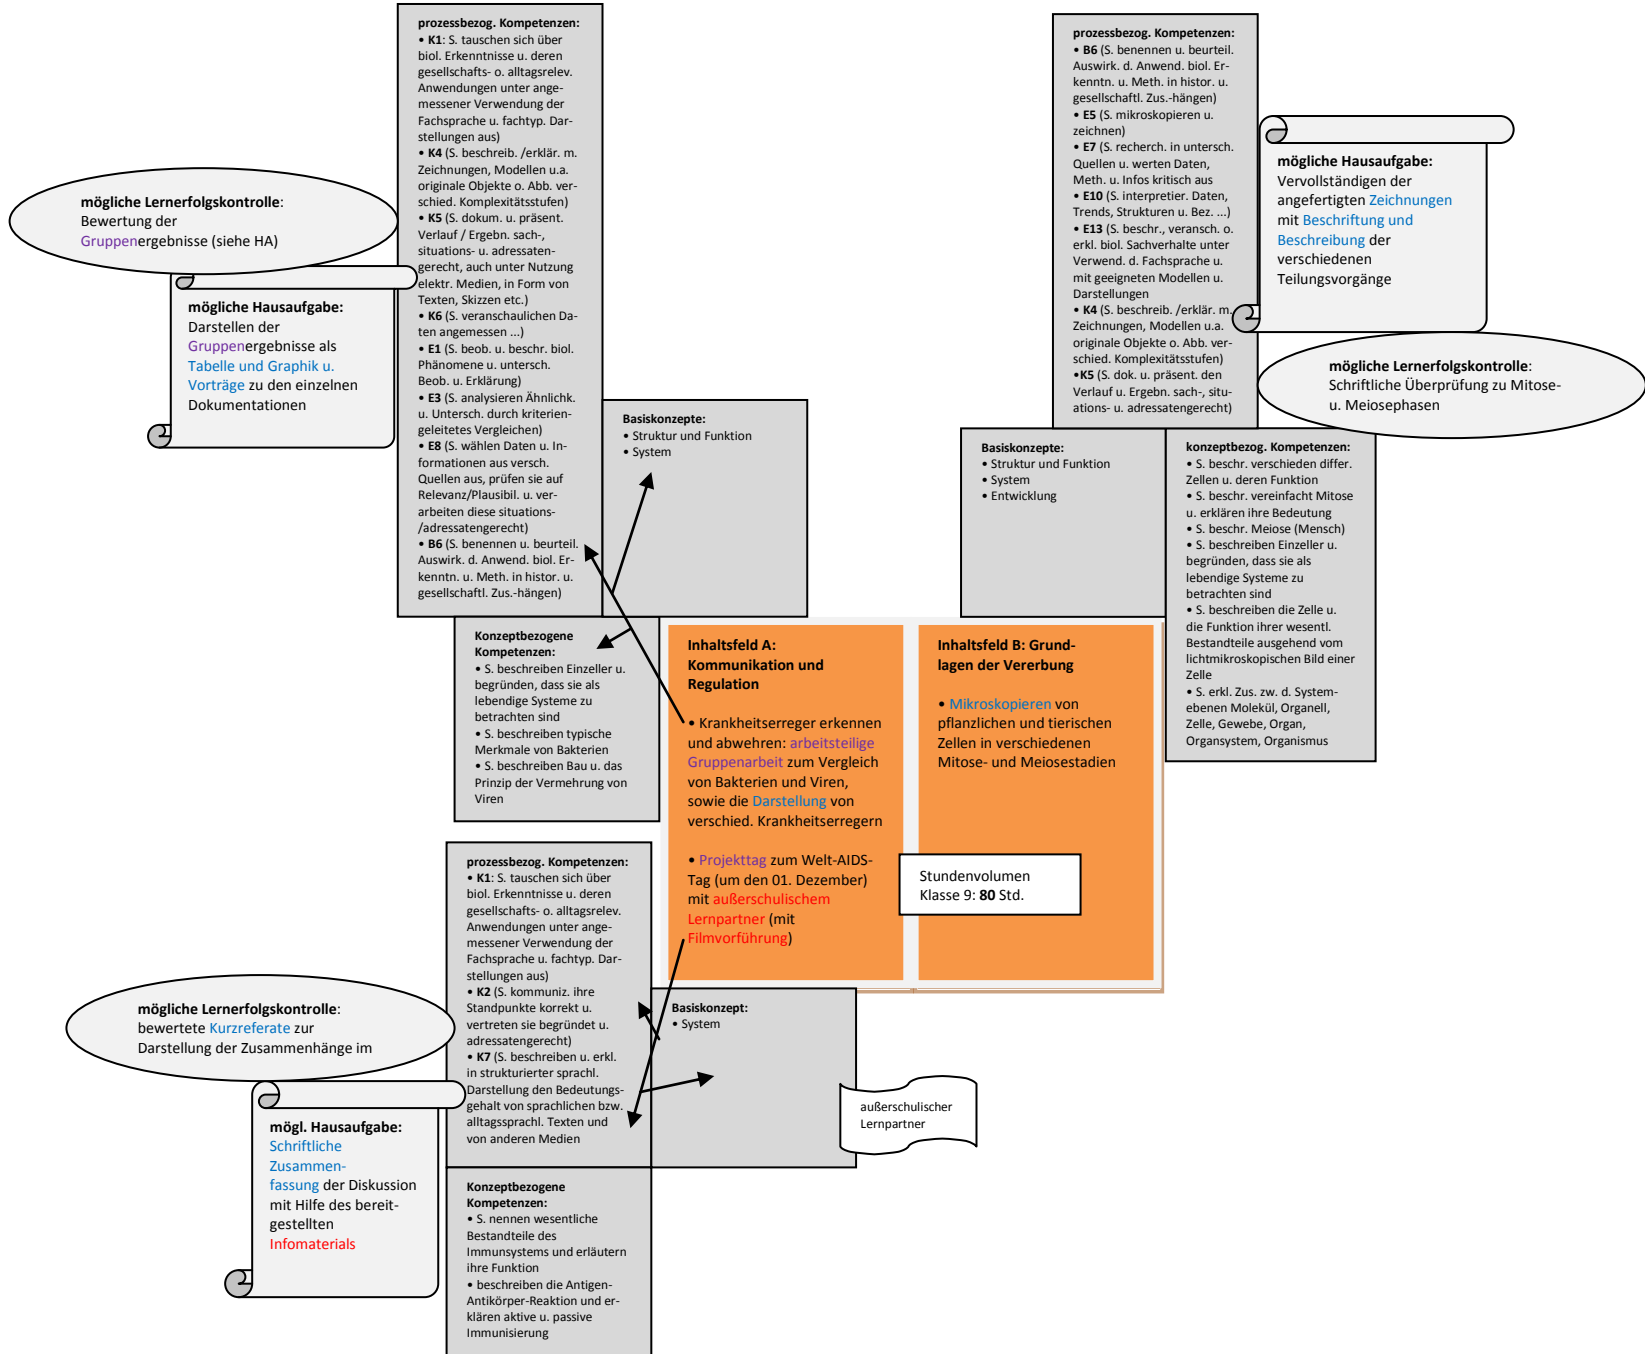 prozessbezog. Kompetenzen:
• K1: S. tauschen sich über
biol. Erkenntnisse u. deren
gesellschafts- o. alltagsrelev.
Anwendungen unter ange-
messener Verwendung der
Fachsprache u. fachtyp. Dar-
stellungen aus)
• K4 (S. beschreib. /erklär. m.
Zeichnungen, Modellen u.a.
originale Objekte o. Abb. ver-
schied. Komplexitätsstufen)
• K5 (S. dokum. u. präsent.
Verlauf / Ergebn. sach-,
situations- u. adressaten-
gerecht, auch unter Nutzung
elektr. Medien, in Form von
Texten, Skizzen etc.)
• K6 (S. veranschaulichen Da-
ten angemessen ...)
• E1 (S. beob. u. beschr. biol.
Phänomene u. untersch.
Beob. u. Erklärung)
• E3 (S. analysieren Ähnlichk.
u. Untersch. durch kriterien-
geleitetes Vergleichen)
• E8 (S. wählen Daten u. In-
formationen aus versch.
Quellen aus, prüfen sie auf
Relevanz/Plausibil. u. ver-
arbeiten diese situations-
/adressatengerecht)
• B6 (S. benennen u. beurteil.
Auswirk. d. Anwend. biol. Er-
kenntn. u. Meth. in histor. u.
gesellschaftl. Zus.-hängen)
mögliche Lernerfolgskontrolle:
Bewertung der
Gruppenergebnisse (siehe HA)
mögliche Hausaufgabe:
Darstellen der
Gruppenergebnisse als
Tabelle und Graphik u.
Vorträge zu den einzelnen
Dokumentationen
Basiskonzepte:
• Struktur und Funktion
• System
Konzeptbezogene
Kompetenzen:
• S. beschreiben Einzeller u.
begründen, dass sie als
lebendige Systeme zu
betrachten sind
• S. beschreiben typische
Merkmale von Bakterien
• S. beschreiben Bau u. das
Prinzip der Vermehrung von
Viren
prozessbezog. Kompetenzen:
• B6 (S. benennen u. beurteil.
Auswirk. d. Anwend. biol. Er-
kenntn. u. Meth. in histor. u.
gesellschaftl. Zus.-hängen)
• E5 (S. mikroskopieren u.
zeichnen)
• E7 (S. recherch. in untersch.
Quellen u. werten Daten,
Meth. u. Infos kritisch aus
• E10 (S. interpretier. Daten,
Trends, Strukturen u. Bez. ...)
• E13 (S. beschr., veransch. o.
erkl. biol. Sachverhalte unter
Verwend. d. Fachsprache u.
mit geeigneten Modellen u.
Darstellungen
• K4 (S. beschreib. /erklär. m.
Zeichnungen, Modellen u.a.
originale Objekte o. Abb. ver-
schied. Komplexitätsstufen)
•K5 (S. dok. u. präsent. den
Verlauf u. Ergebn. sach-, situ-
ations- u. adressatengerecht)
mögliche Hausaufgabe:
Vervollständigen der
angefertigten Zeichnungen
mit Beschriftung und
Beschreibung der
verschiedenen
Teilungsvorgänge
mögliche Lernerfolgskontrolle:
Schriftliche Überprüfung zu Mitose-
u. Meiosephasen
Basiskonzepte:
• Struktur und Funktion
• System
• Entwicklung
konzeptbezog. Kompetenzen:
• S. beschr. verschieden differ.
Zellen u. deren Funktion
• S. beschr. vereinfacht Mitose
u. erklären ihre Bedeutung
• S. beschr. Meiose (Mensch)
• S. beschreiben Einzeller u.
begründen, dass sie als
lebendige Systeme zu
betrachten sind
• S. beschreiben die Zelle u.
die Funktion ihrer wesentl.
Bestandteile ausgehend vom
lichtmikroskopischen Bild einer
Zelle
• S. erkl. Zus. zw. d. System-
ebenen Molekül, Organell,
Zelle, Gewebe, Organ,
Organsystem, Organismus
Inhaltsfeld A:
Kommunikation und
Regulation
• Krankheitserreger erkennen
und abwehren: arbeitsteilige
Gruppenarbeit zum Vergleich
von Bakterien und Viren,
sowie die Darstellung von
verschied. Krankheitserregern
• Projekttag zum Welt-AIDS-
Tag (um den 01. Dezember)
mit außerschulischem
Lernpartner (mit
Filmvorführung)
Inhaltsfeld B: Grund-
lagen der Vererbung
• Mikroskopieren von
pflanzlichen und tierischen
Zellen in verschiedenen
Mitose- und Meiosestadien
Stundenvolumen
Klasse 9: 80 Std.
prozessbezog. Kompetenzen:
• K1: S. tauschen sich über
biol. Erkenntnisse u. deren
gesellschafts- o. alltagsrelev.
Anwendungen unter ange-
messener Verwendung der
Fachsprache u. fachtyp. Dar-
stellungen aus)
• K2 (S. kommuniz. ihre
Standpunkte korrekt u.
vertreten sie begründet u.
adressatengerecht)
• K7 (S. beschreiben u. erkl.
in strukturierter sprachl.
Darstellung den Bedeutungs-
gehalt von sprachlichen bzw.
alltagssprachl. Texten und
von anderen Medien
Basiskonzept:
• System
außerschulischer
Lernpartner
mögliche Lernerfolgskontrolle:
bewertete Kurzreferate zur
Darstellung der Zusammenhänge im
mögl. Hausaufgabe:
Schriftliche
Zusammen-
fassung der Diskussion
mit Hilfe des bereit-
gestellten
Infomaterials
Konzeptbezogene
Kompetenzen:
• S. nennen wesentliche
Bestandteile des
Immunsystems und erläutern
ihre Funktion
• beschreiben die Antigen-
Antikörper-Reaktion und er-
klären aktive u. passive
Immunisierung